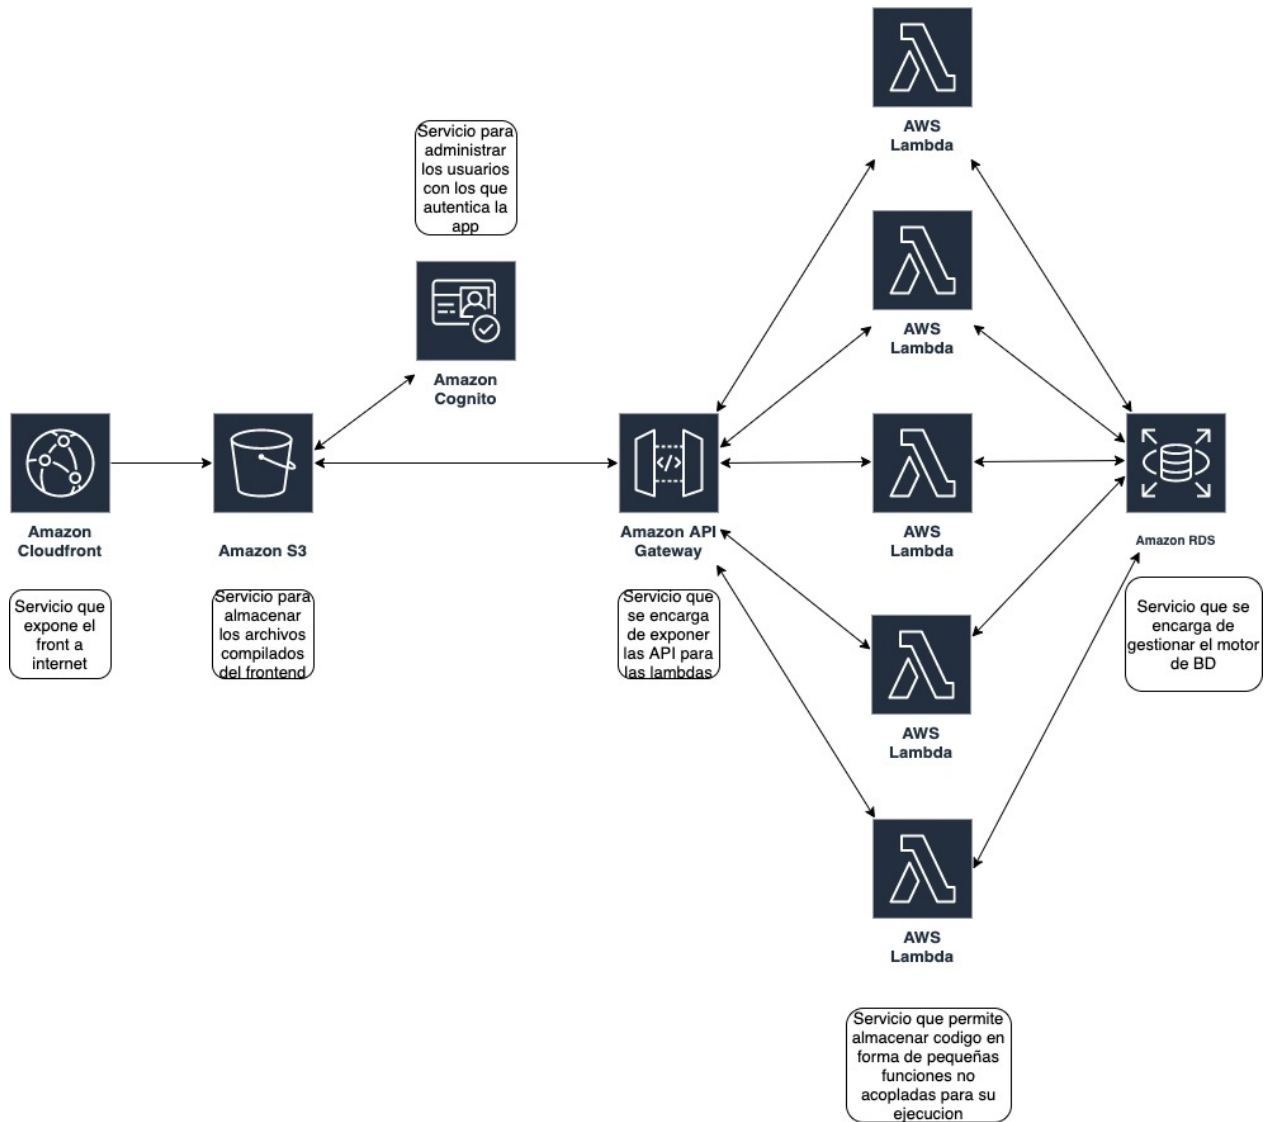 AWS
Lambda
Servicio para
administrar
los usuarios
con los que
autentica la
app
AWS
Lambda
Amazon
Cognito
Amazon
Cloudfront
Amazon S3
Amazon API
Gateway
AWS
Lambda
Amazon RDS
Servicio que
expone el
front a
internet
Servicio para
almacenar
los archivos
compilados
del frontend
Servicio que
se encarga
de exponer
las API para
las lambdas
Servicio que se
encarga de
gestionar el motor
de BD
AWS
Lambda
AWS
Lambda
Servicio que permite
almacenar codigo en
forma de pequeñas
funciones no
acopladas para su
ejecucion